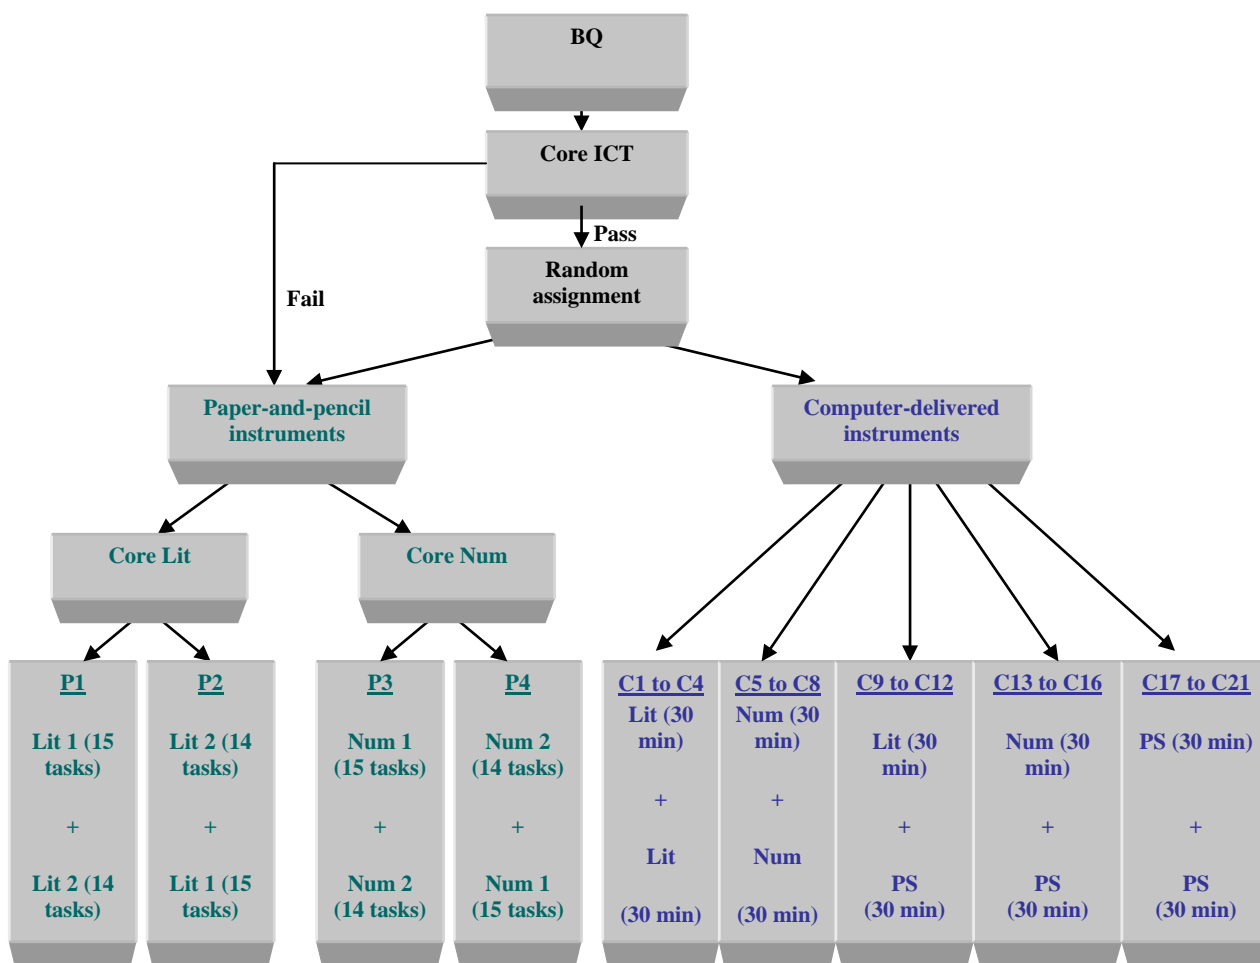 BQ
Core ICT
Pass
Random
assignment
Fail
Paper-and-pencil
instruments
Computer-delivered
instruments
Core Lit
Core Num
P1
Lit 1 (15
tasks)
+
Lit 2 (14
tasks)
P2
Lit 2 (14
tasks)
+
Lit 1 (15
tasks)
P3
Num 1
(15 tasks)
+
Num 2
(14 tasks)
P4
Num 2
(14 tasks)
+
Num 1
(15 tasks)
C1 to C4
Lit (30
min)
+
Lit
(30 min)
C5 to C8
Num (30
min)
+
Num
(30 min)
C9 to C12
Lit (30
min)
+
PS
(30 min)
C13 to C16
Num (30
min)
+
PS
(30 min)
C17 to C21
PS (30 min)
+
PS
(30 min)